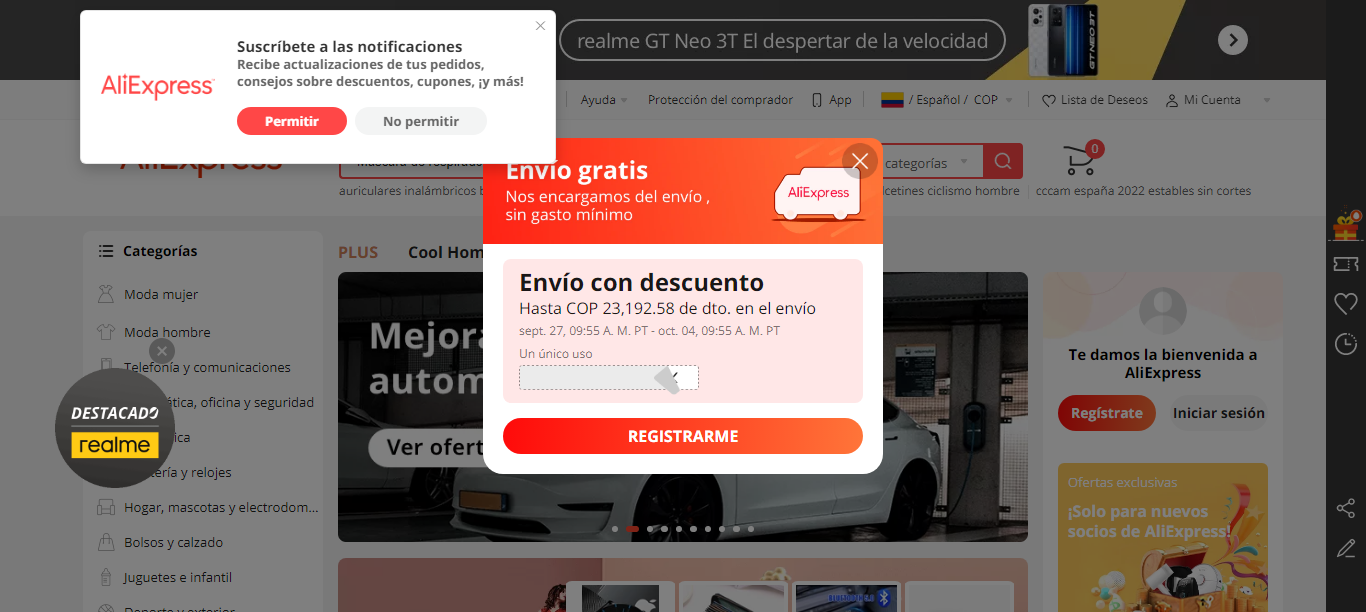 realme GT Neo 3T El despertar de la velocidad
GT NEO 3T
Suscríbete a las notificaciones
Recibe actualizaciones de tus pedidos,
consejos sobre descuentos, cupones, ¡y más!
AliExpress
Permitir
No permitir
Ayuda
Protección del comprador
App
/ Español / COP
Lista de Deseos
Mi Cuenta
AliExpress
categorías
0
auriculares inalámbricos
calcetines ciclismo hombre
cccam españa 2022 estables sin cortes
Envío gratis
Nos encargamos del envío ,
sin gasto mínimo
AliExpress
Categorías
PLUS
Cool Hom
Envío con descuento
Hasta COP 23,192.58 de dto. en el envío
sept. 27, 09:55 A. M. PT - oct. 04, 09:55 A. M. PT
Un único uso
REGISTRARME
Moda mujer
Moda hombre
Telefonía y comunicaciones
ática, oficina y seguridad
ica
ería y relojes
Hogar, mascotas y electrodom...
Bolsos y calzado
Juguetes e infantil
Deporte y exterior
DESTACADO
realme
Mejora
autom
Ver ofert
Te damos la bienvenida a
AliExpress
Regístrate
Iniciar sesión
Ofertas exclusivas
¡Solo para nuevos
socios de AliExpress!